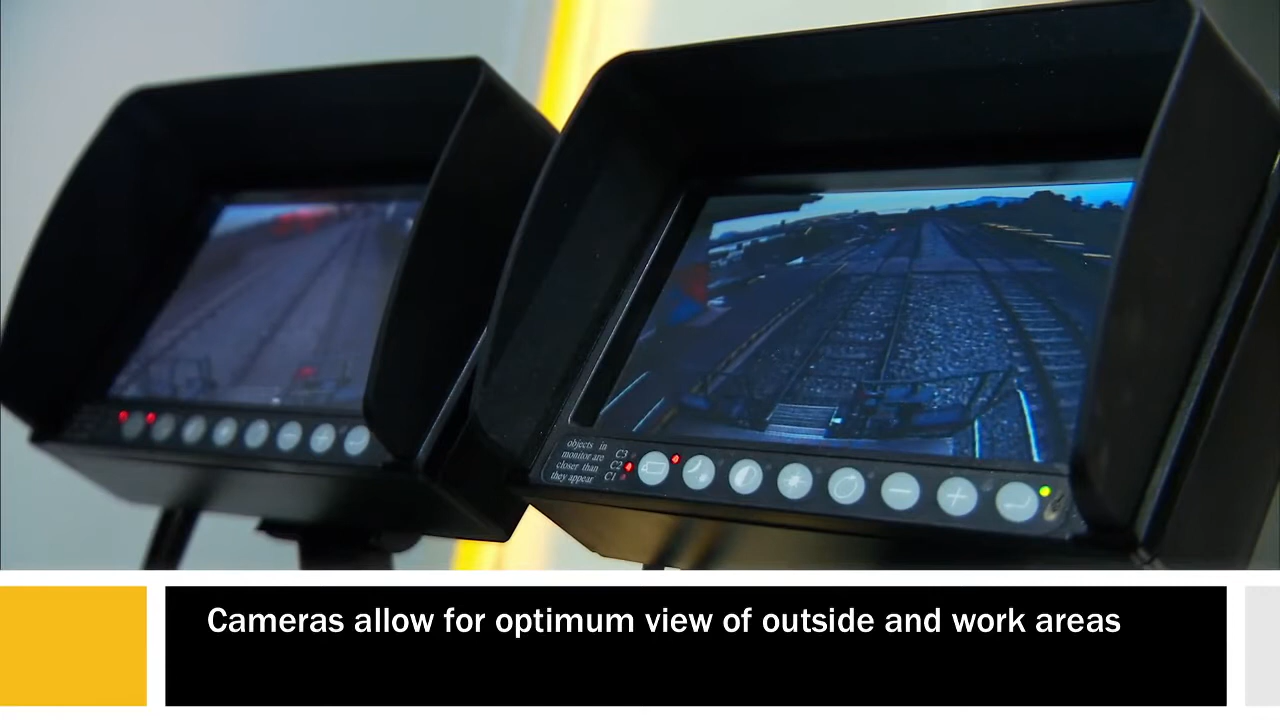 objects in
monitor are
closer than
they appear
C3
C2
C1
Cameras allow for optimum view of outside and work areas